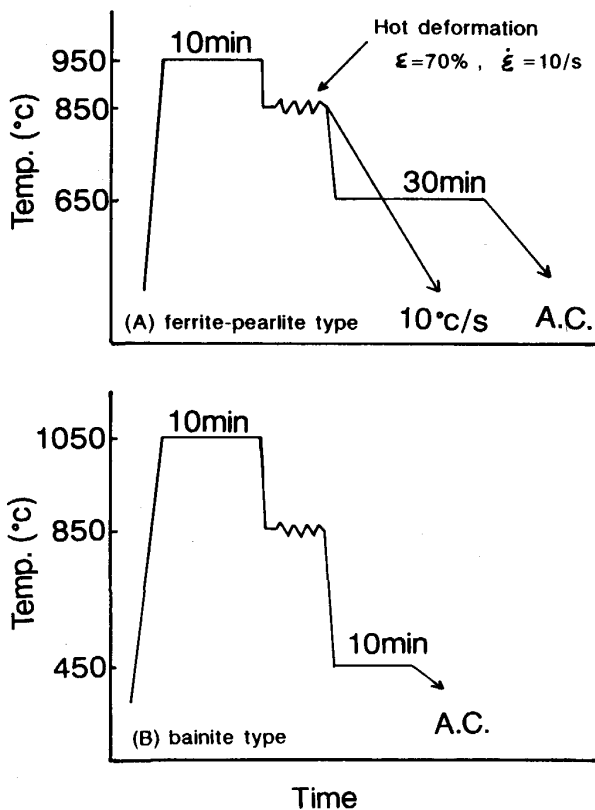 10min
Hot deformation
ε=70% , ε̇ =10/s
950
850
650
Temp. (°c)
30min
(A) ferrite-pearlite type
10°c/s
A.C.
10min
1050
850
450
Temp. (°c)
10min
A.C.
(B) bainite type
Time